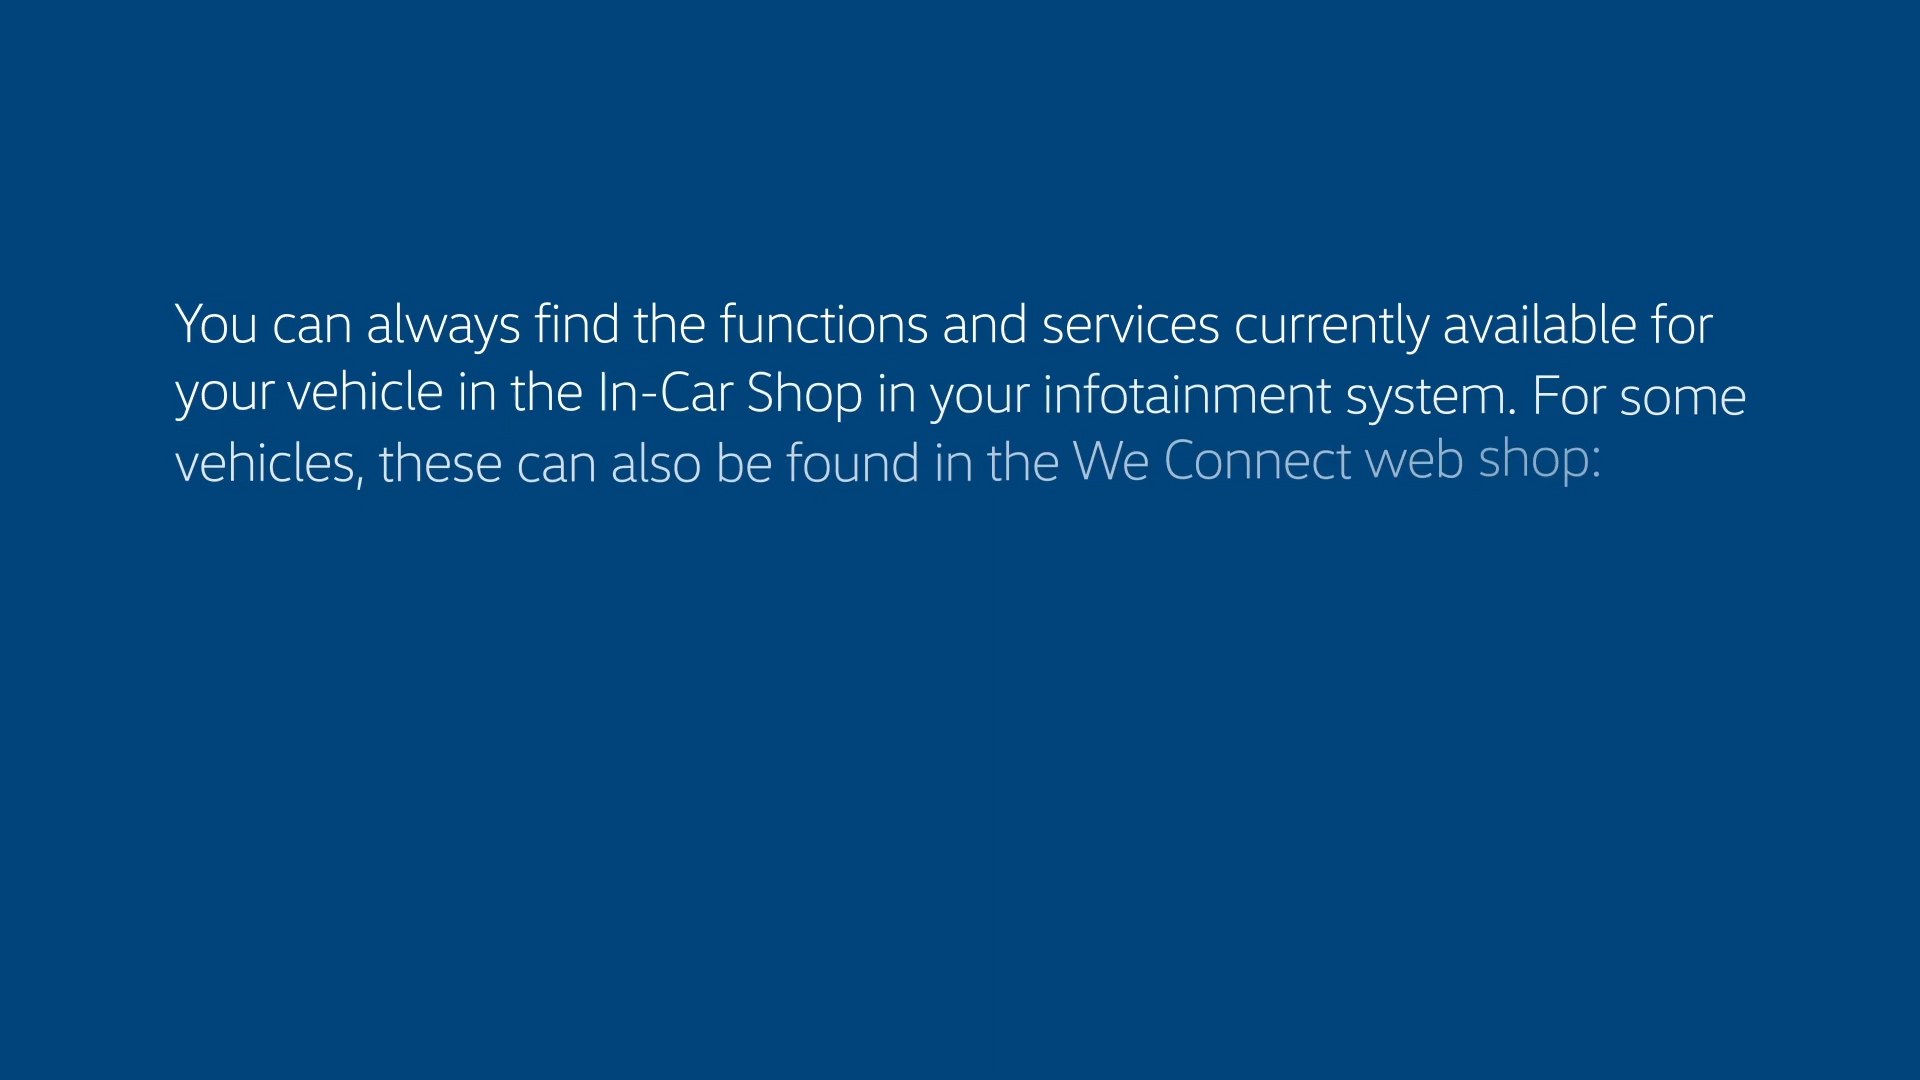 You can always find the functions and services currently available for
your vehicle in the In-Car Shop in your infotainment system. For some
vehicles, these can also be found in the We Connect web shop: